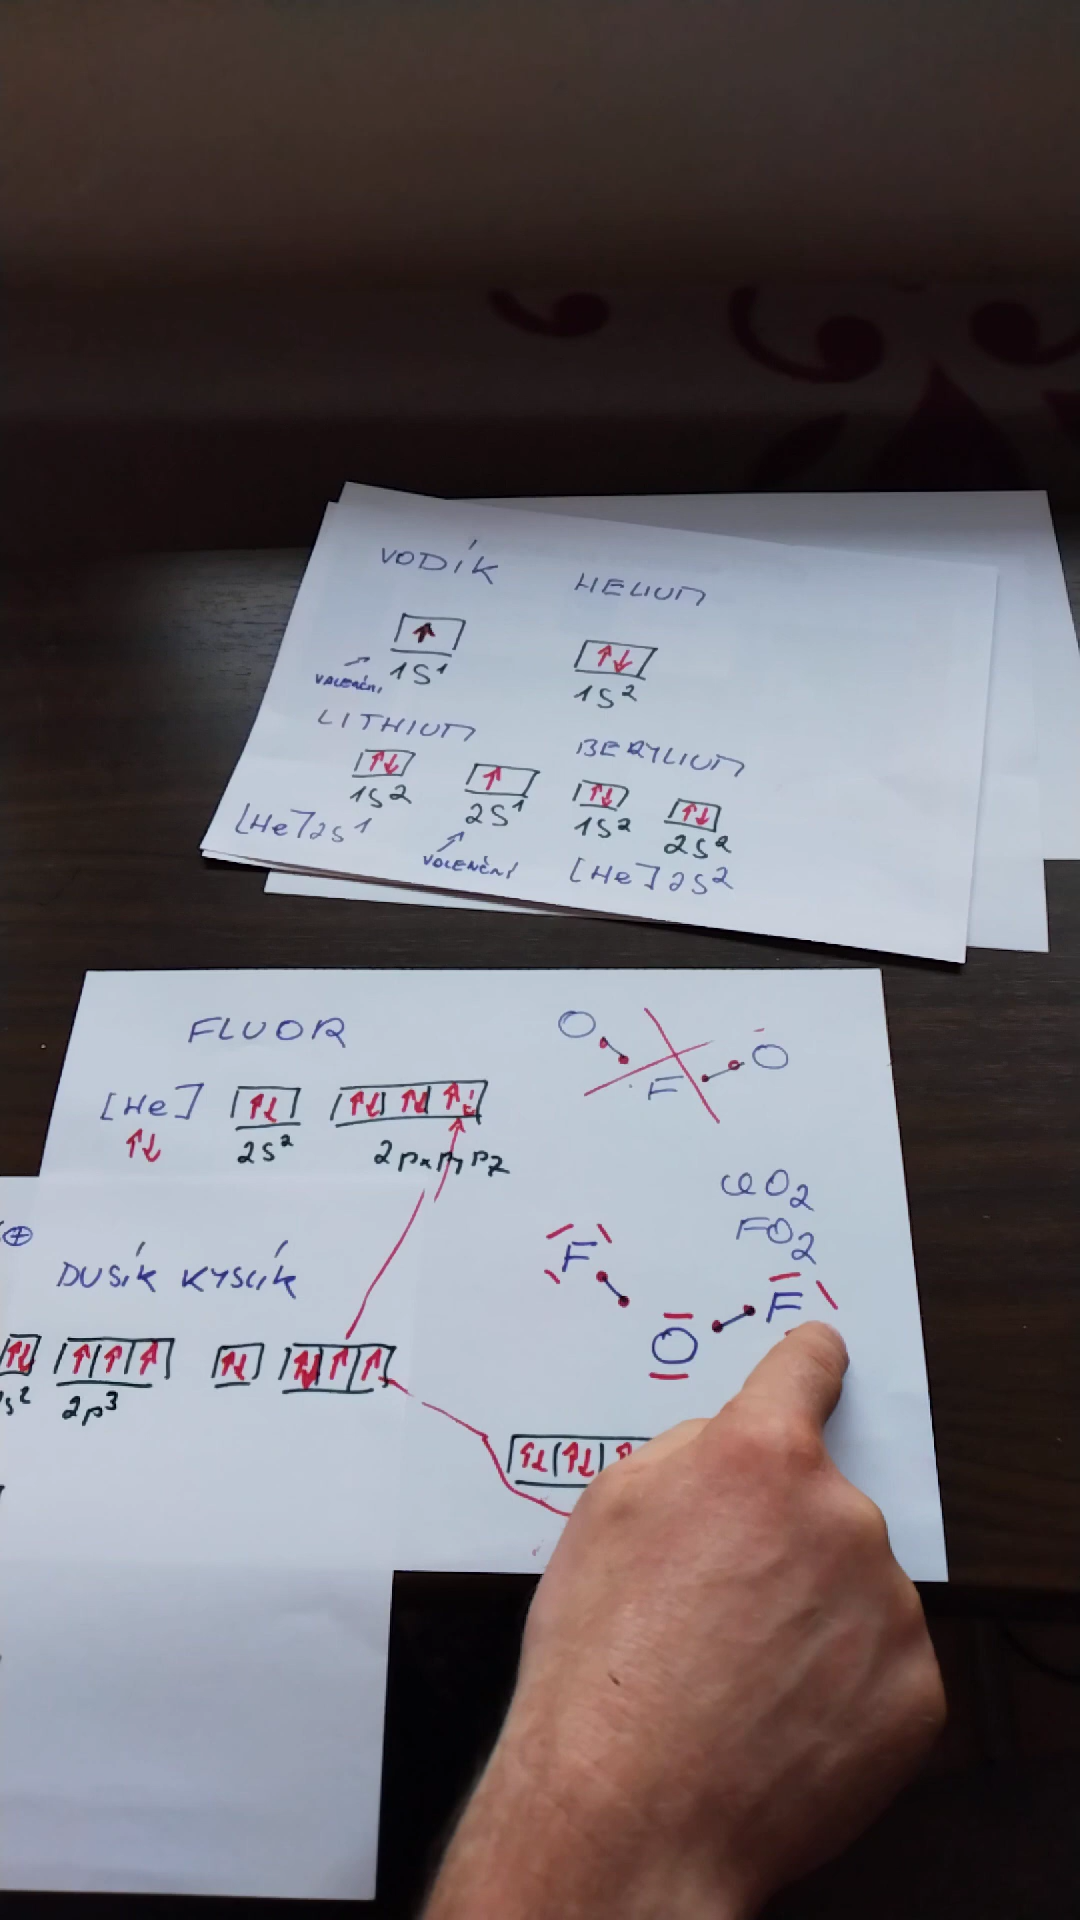 VODÍK
HELIUM
1S¹
VALENČNÍ
1S²
LITHIUM
BERYLIUM
1S²
2S¹
1S²
2S²
[He]2S¹
VALENČNÍ
[He]2S²
FLUOR
O
O
F
[He]
2S²
2px py pz
ClO2
FO2
F
F
O
DUSÍK KYSLÍK
2p³